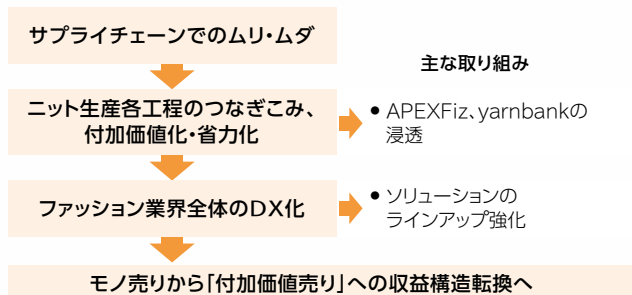 サプライチェーンでのムリ・ムダ
主な取り組み
ニット生産各工程のつなぎこみ、
付加価値化・省力化
● APEXFiz、yarnbankの
浸透
ファッション業界全体のDX化
● ソリューションの
ラインアップ強化
モノ売りから「付加価値売り」への収益構造転換へ